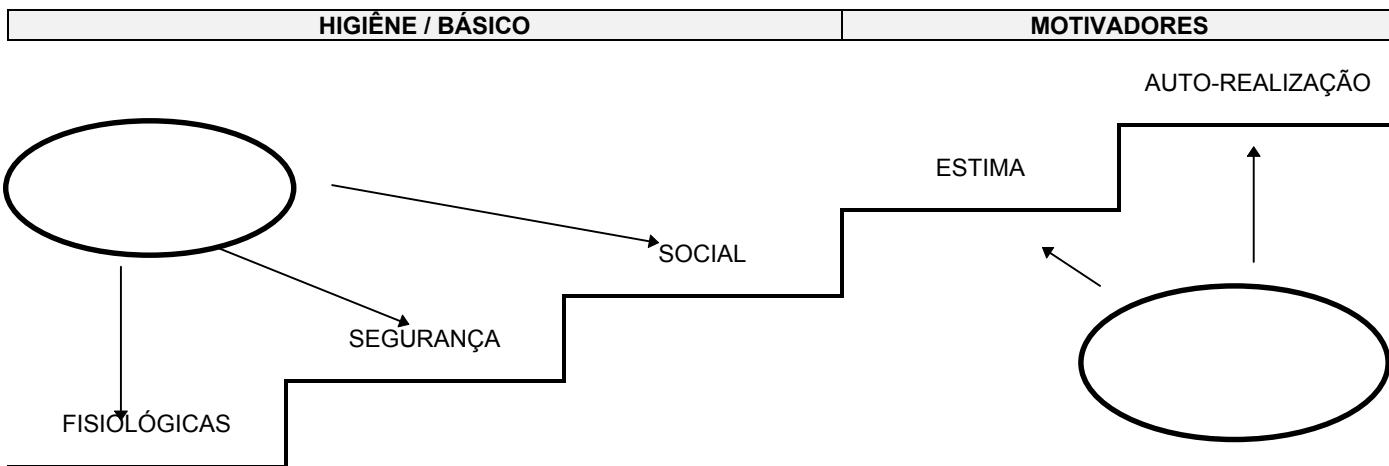 HIGIÊNE / BÁSICO
MOTIVADORES
AUTO-REALIZAÇÃO
ESTIMA
SOCIAL
SEGURANÇA
FISIOLÓGICAS